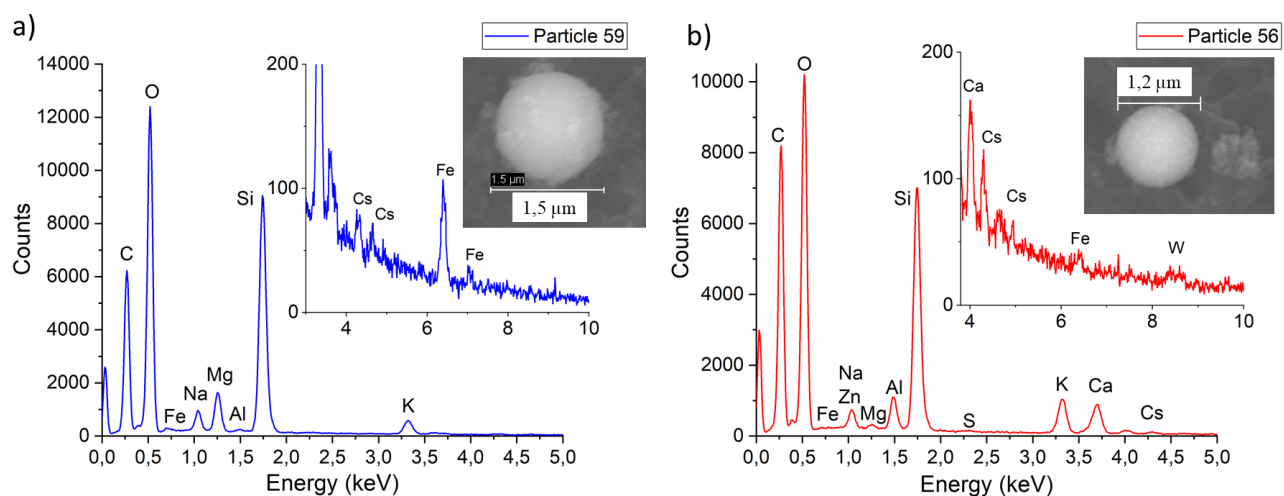 a)
Particle 59
14000
12000
10000
8000
6000
4000
2000
0
Counts
C
O
Fe
Na
Mg
Al
Si
K
0,0 0,5 1,0 1,5 2,0 2,5 3,0 3,5 4,0 4,5 5,0
Energy (keV)
200
100
0
Cs
Cs
Fe
Fe
4 6 8 10
1.5 µm
1,5 µm
b)
Particle 56
10000
8000
6000
4000
2000
0
Counts
C
O
Fe
Na
Zn
Mg
Al
Si
S
K
Ca
Cs
0,0 0,5 1,0 1,5 2,0 2,5 3,0 3,5 4,0 4,5 5,0
Energy (keV)
200
100
0
Ca
Cs
Cs
Fe
W
4 6 8 10
1,2 µm